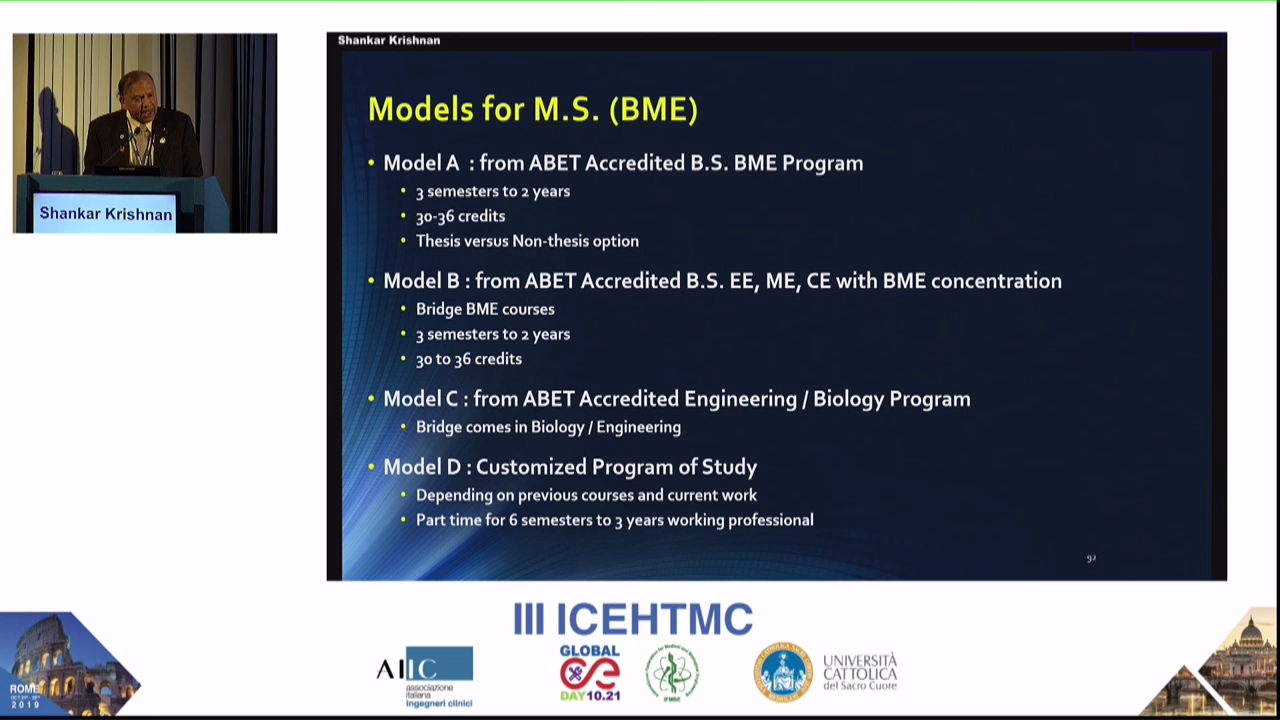 Shankar Krishnan
Shankar Krishnan
Models for M.S. (BME)
• Model A : from ABET Accredited B.S. BME Program
• 3 semesters to 2 years
• 30-36 credits
• Thesis versus Non-thesis option
• Model B : from ABET Accredited B.S. EE, ME, CE with BME concentration
• Bridge BME courses
• 3 semesters to 2 years
• 30 to 36 credits
• Model C : from ABET Accredited Engineering / Biology Program
• Bridge comes in Biology / Engineering
• Model D : Customized Program of Study
• Depending on previous courses and current work
• Part time for 6 semesters to 3 years working professional
92
III ICEHTMC
ROME
2019
AIIC
associazione
italiana
ingegneri clinici
GLOBAL
CE
DAY10.21
IFMBE
UNIVERSITÀ
CATTOLICA
del Sacro Cuore